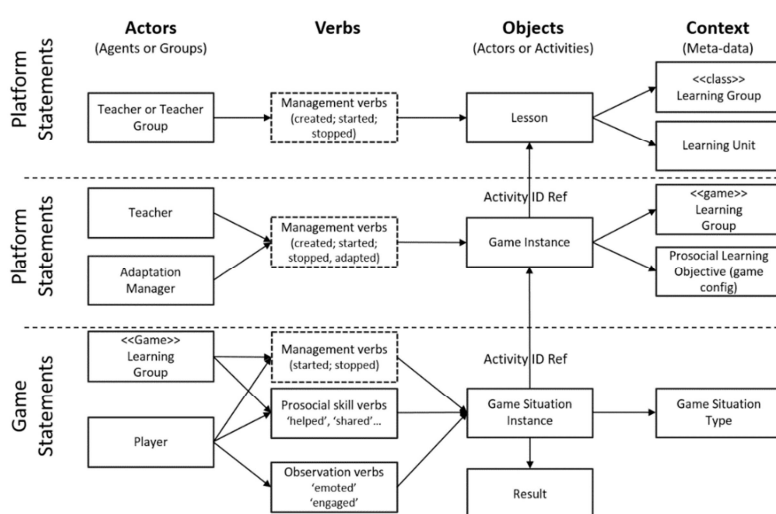 Actors
(Agents or Groups)
Verbs
Objects
(Actors or Activities)
Context
(Meta-data)
Platform
Statements
Teacher or Teacher
Group
Management verbs
(created; started;
stopped)
Lesson
<<class>>
Learning Group
Learning Unit
Platform
Statements
Teacher
Adaptation
Manager
Management verbs
(created; started;
stopped, adapted)
Activity ID Ref
Game Instance
<<game>>
Learning
Group
Prosocial Learning
Objective (game
config)
Game
Statements
<<Game>>
Learning
Group
Player
Management verbs
(started; stopped)
Prosocial skill verbs
‘helped’, ‘shared’...
Observation verbs
‘emoted’
‘engaged’
Activity ID Ref
Game Situation
Instance
Result
Game Situation
Type